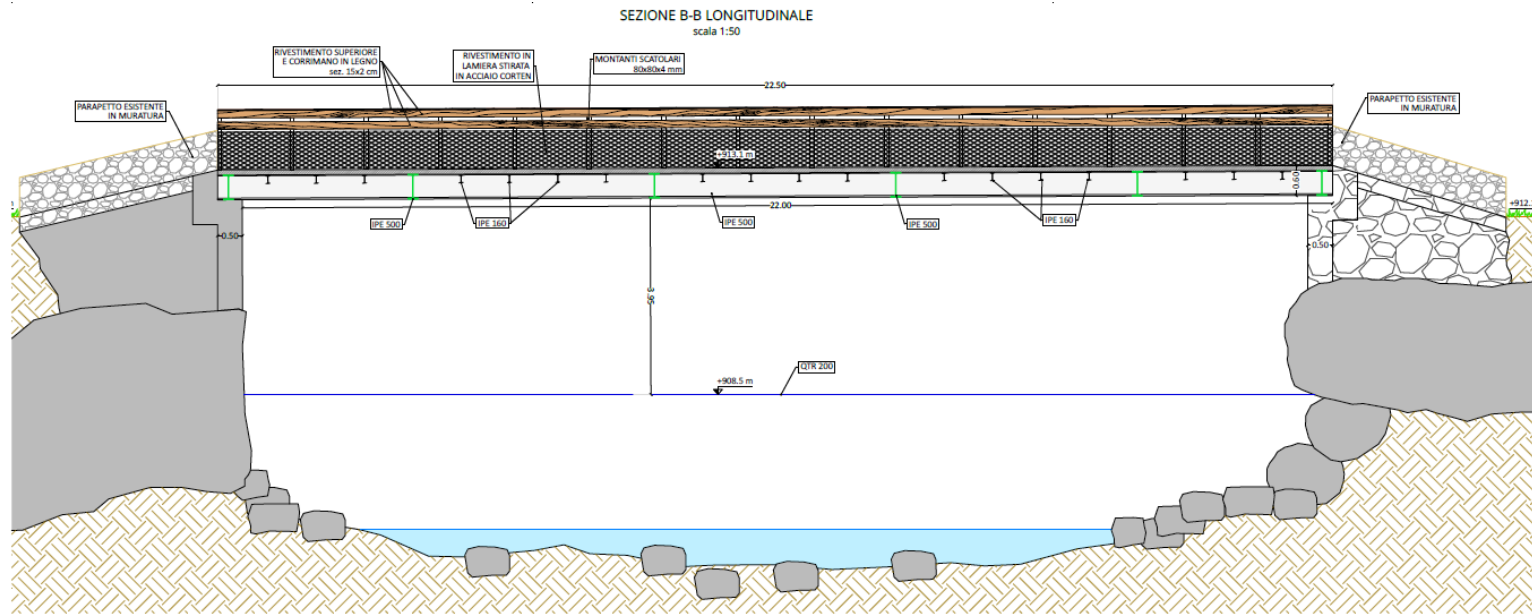 SEZIONE B-B LONGITUDINALE
scala 1:50
RIVESTIMENTO SUPERIORE
E CORRIMANO IN LEGNO
sez. 15x2 cm
RIVESTIMENTO IN
LAMIERA STIRATA
IN ACCIAIO CORTEN
MONTANTI SCATOLARI
80x80x4 mm
22.50
PARAPETTO ESISTENTE
IN MURATURA
PARAPETTO ESISTENTE
IN MURATURA
0.60
22.00
IPE 500
IPE 160
IPE 500
IPE 500
IPE 160
0.50
0.50
3.95
QTR 200
+908.5 m